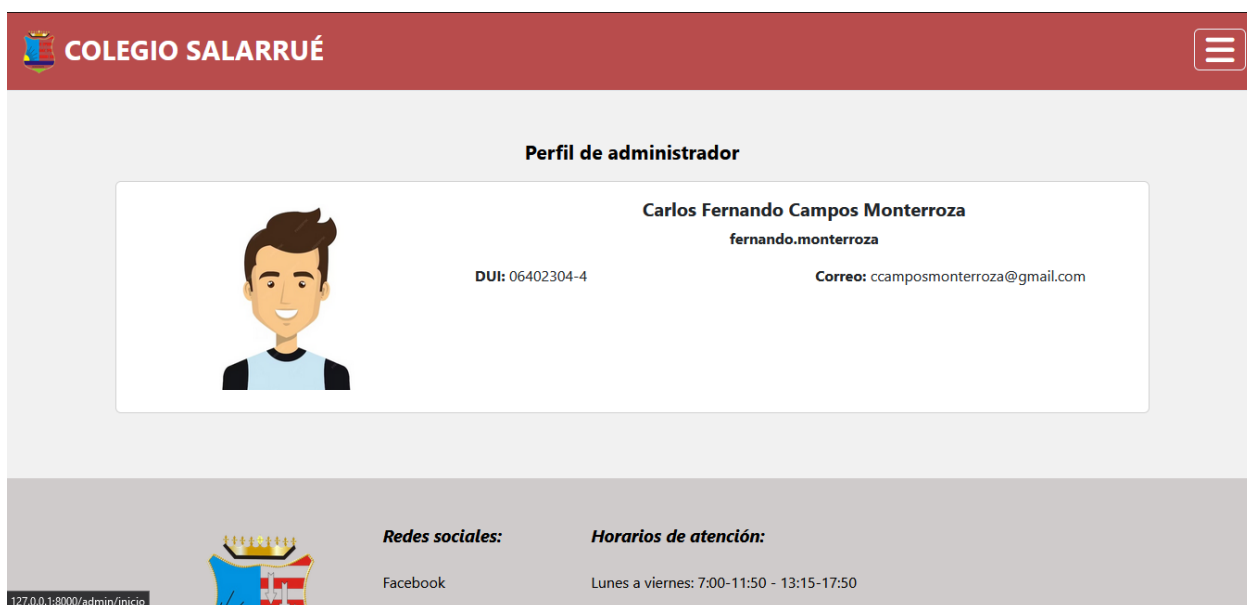 COLEGIO SALARRUÉ
Perfil de administrador
Carlos Fernando Campos Monterroza
fernando.monterroza
DUI: 06402304-4
Correo: ccamposmonterroza@gmail.com
Redes sociales:
Horarios de atención:
Facebook
Lunes a viernes: 7:00-11:50 - 13:15-17:50
127.0.0.1:8000/admin/inicio